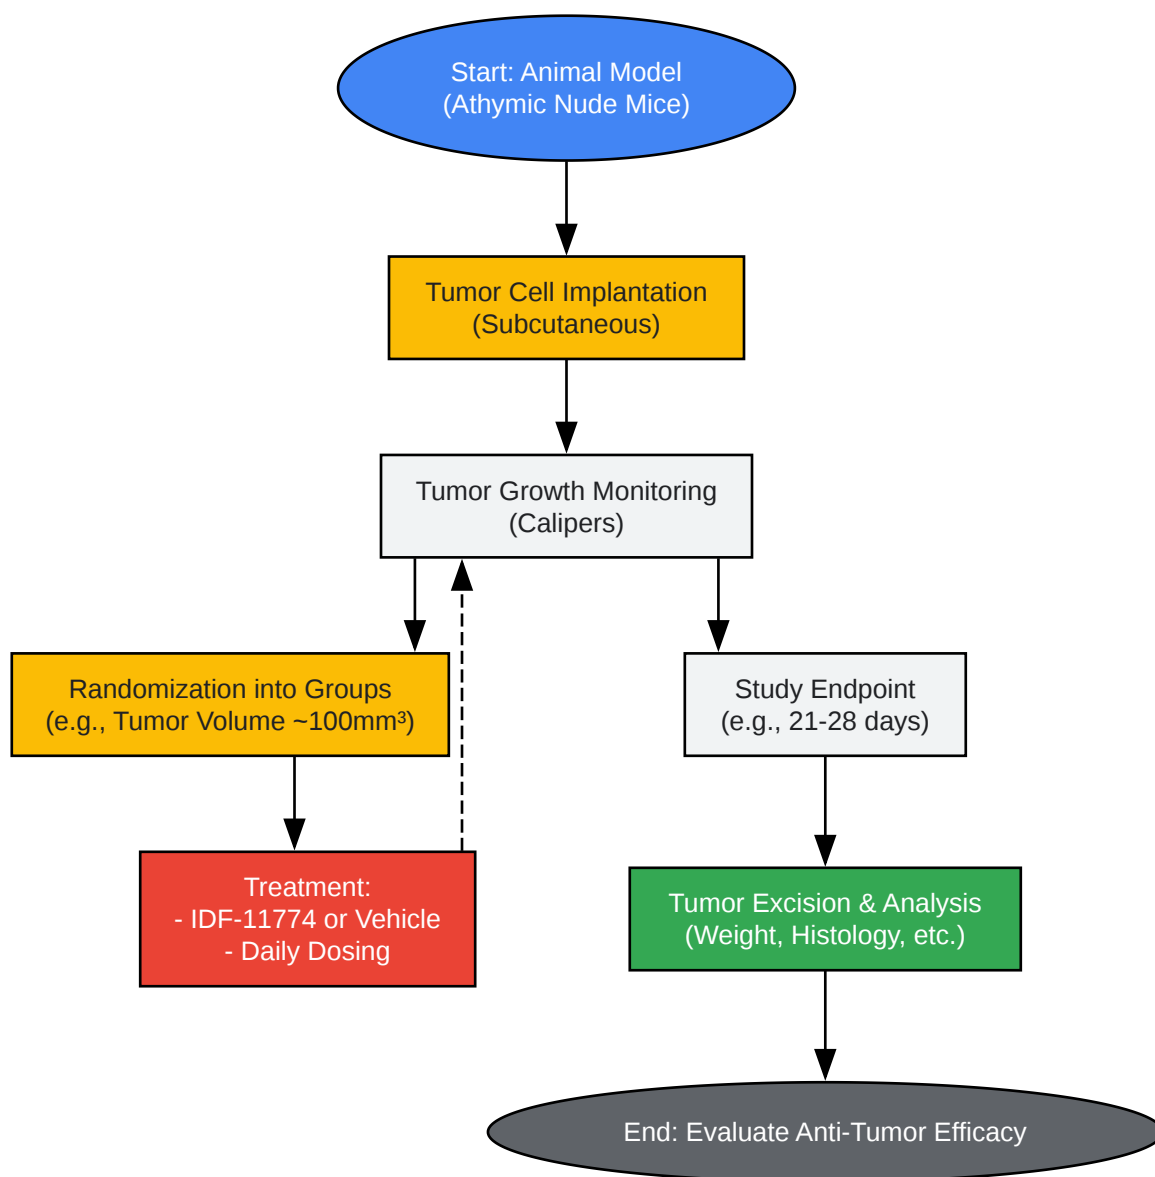 Start: Animal Model
(Athymic Nude Mice)
Tumor Cell Implantation
(Subcutaneous)
Tumor Growth Monitoring
(Calipers)
Randomization into Groups
(e.g., Tumor Volume ~100mm³)
Study Endpoint
(e.g., 21-28 days)
Treatment:
- IDF-11774 or Vehicle
- Daily Dosing
Tumor Excision & Analysis
(Weight, Histology, etc.)
End: Evaluate Anti-Tumor Efficacy